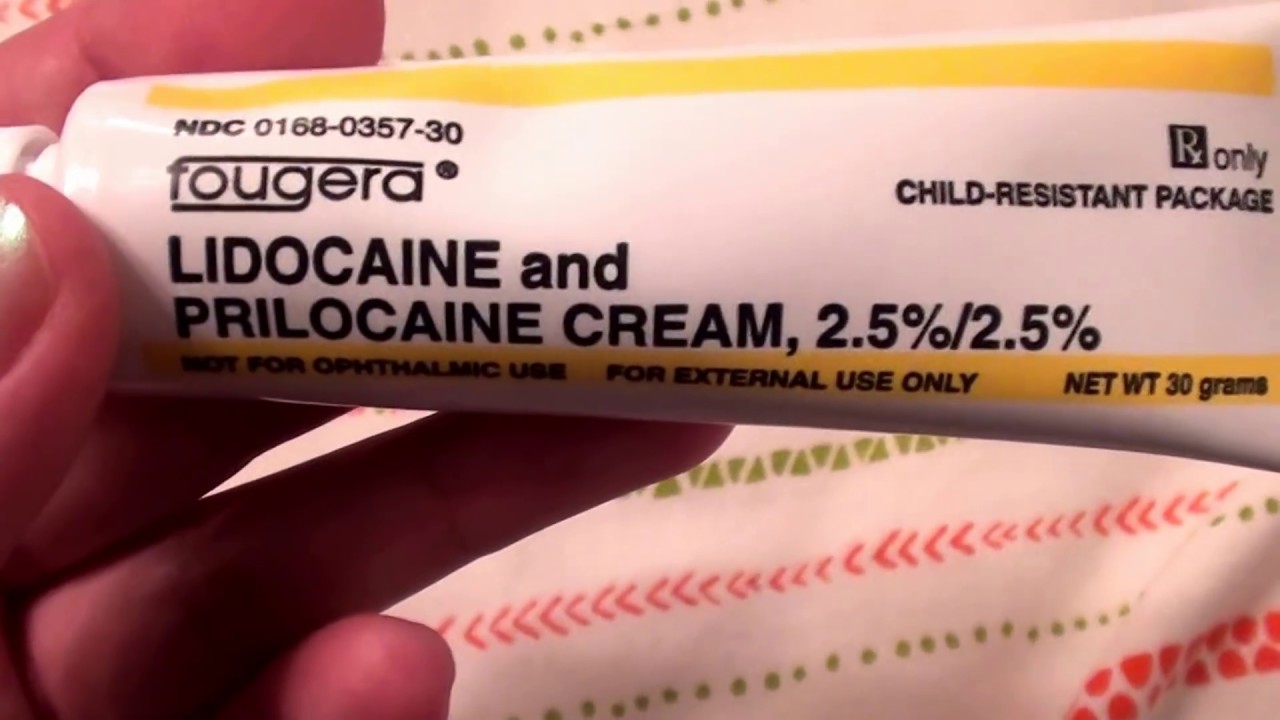 NDC 0168-0357-30
fougera®
Rx only
CHILD-RESISTANT PACKAGE
LIDOCAINE and
PRILOCAINE CREAM, 2.5%/2.5%
NOT FOR OPHTHALMIC USE FOR EXTERNAL USE ONLY NET WT 30 grams